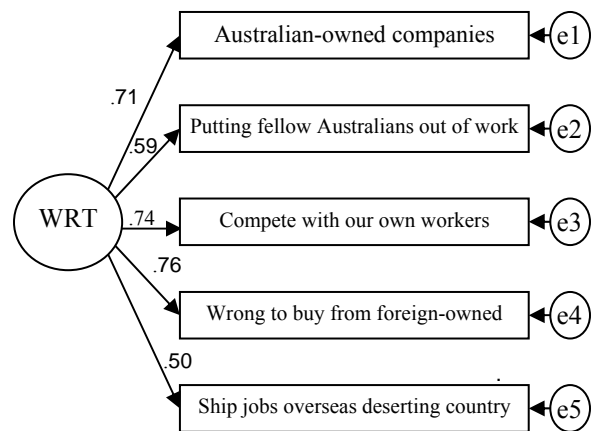 Australian-owned companies
e1
.71
Putting fellow Australians out of work
e2
.59
WRT
.74
Compete with our own workers
e3
.76
Wrong to buy from foreign-owned
e4
.50
Ship jobs overseas deserting country
e5